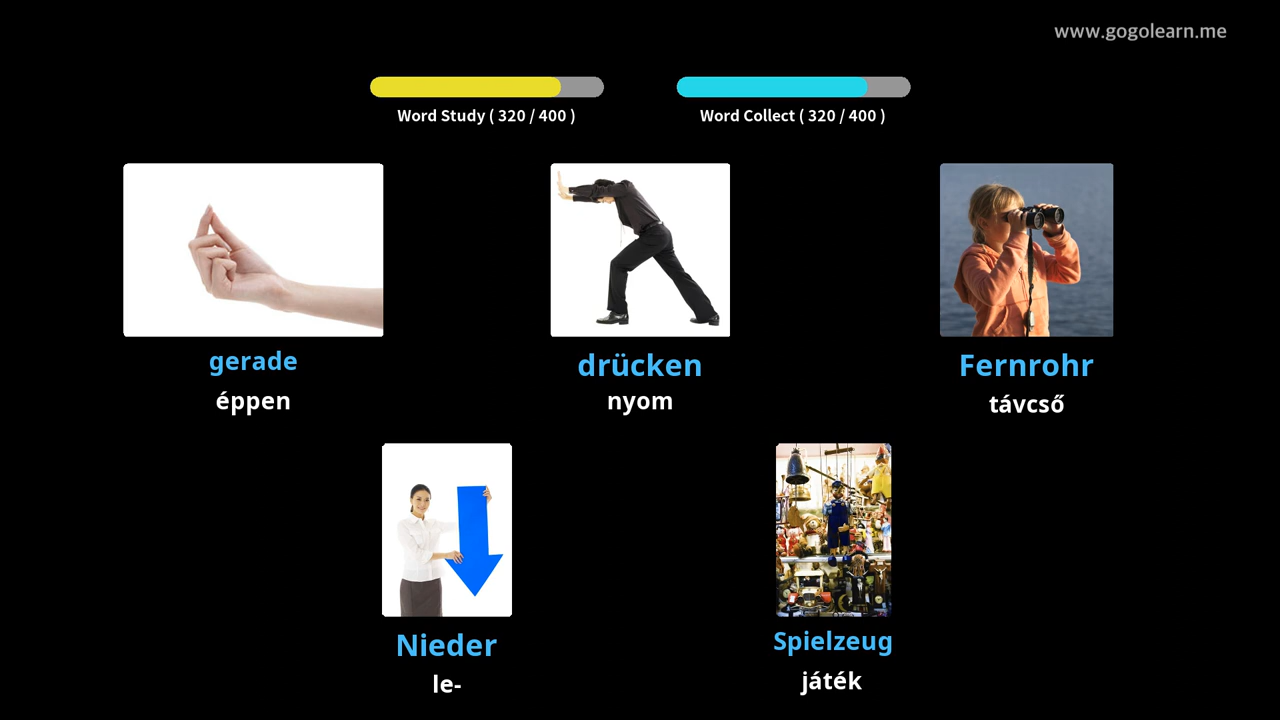 www.gogolearn.me
Word Study ( 320 / 400 )
Word Collect ( 320 / 400 )
gerade
éppen
drücken
nyom
Fernrohr
távcső
Nieder
le-
Spielzeug
játék